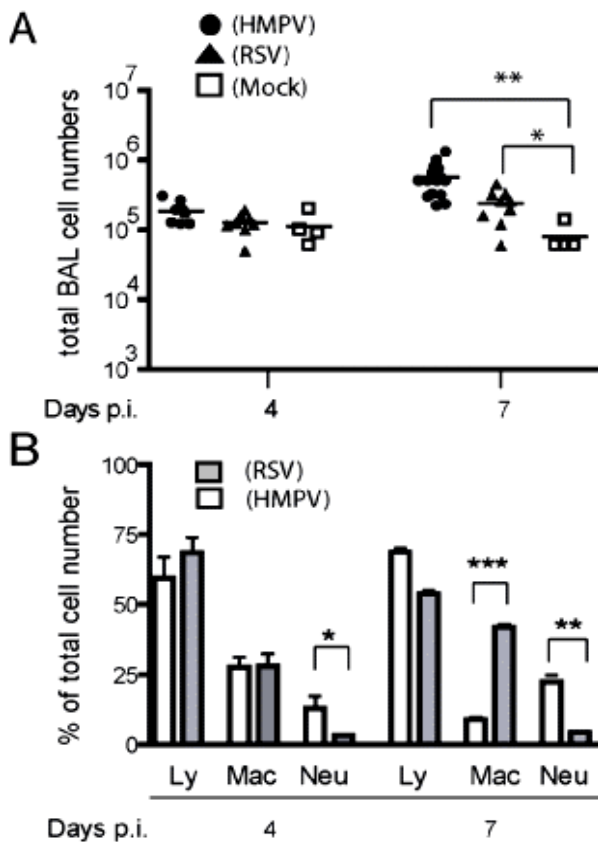 A
(HMPV)
(RSV)
(Mock)
total BAL cell numbers
10^7
10^6
10^5
10^4
10^3
**
*
Days p.i. 4 7
B
(RSV)
(HMPV)
% of total cell number
100
75
50
25
0
*
***
**
Ly Mac Neu Ly Mac Neu
Days p.i. 4 7